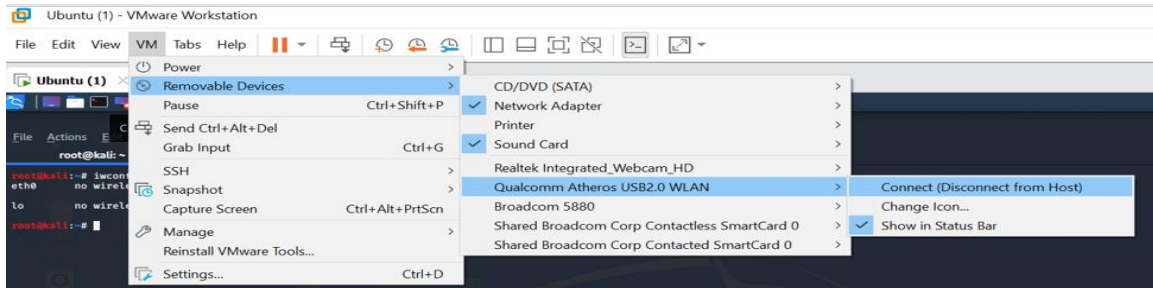 Ubuntu (1) - VMware Workstation
File Edit View VM Tabs Help
Ubuntu (1)
Power
Removable Devices
Pause Ctrl+Shift+P
Send Ctrl+Alt+Del
Grab Input Ctrl+G
SSH
Snapshot
Capture Screen Ctrl+Alt+PrtScn
Manage
Reinstall VMware Tools...
Settings... Ctrl+D
CD/DVD (SATA)
Network Adapter
Printer
Sound Card
Realtek Integrated_Webcam_HD
Qualcomm Atheros USB2.0 WLAN
Broadcom 5880
Shared Broadcom Corp Contactless SmartCard 0
Shared Broadcom Corp Contacted SmartCard 0
Connect (Disconnect from Host)
Change Icon...
Show in Status Bar
File Actions E
root@kali: ~
root@kali:~# iwcon
eth0 no wirele
lo no wirele
root@kali:~#